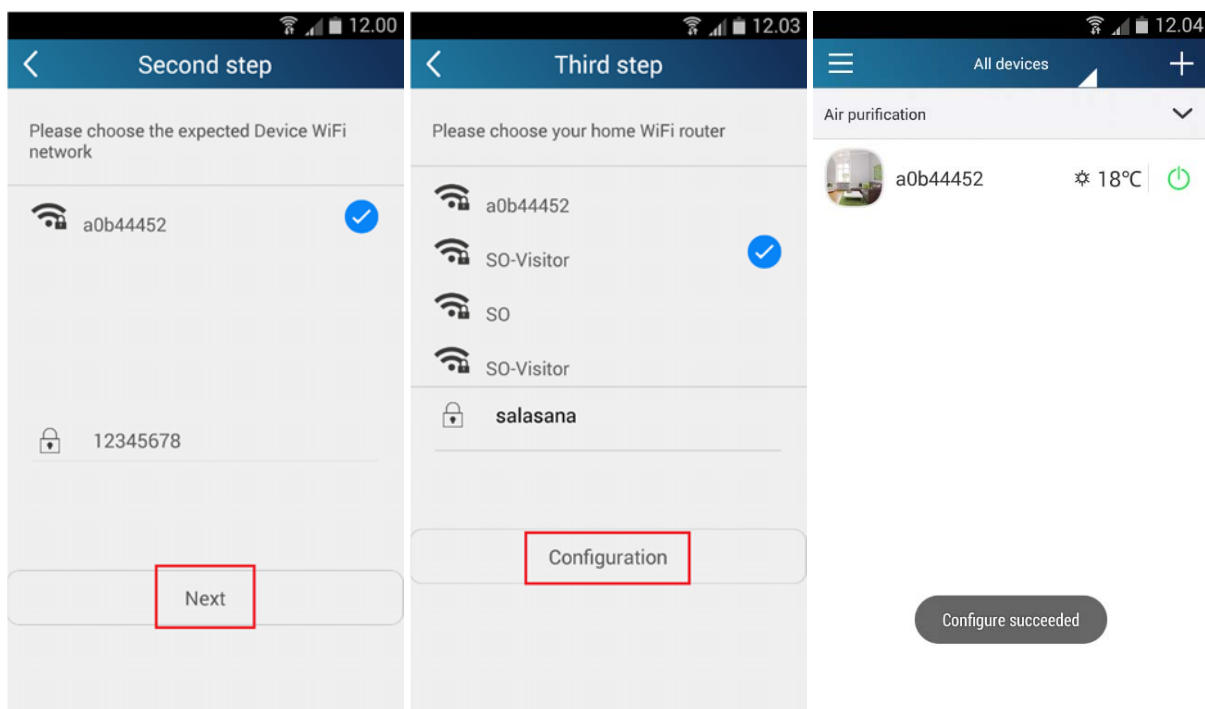 12.00
Second step
Please choose the expected Device WiFi
network
a0b44452
12345678
Next
12.03
Third step
Please choose your home WiFi router
a0b44452
SO-Visitor
SO
SO-Visitor
salasana
Configuration
12.04
All devices
Air purification
a0b44452 18°C
Configure succeeded